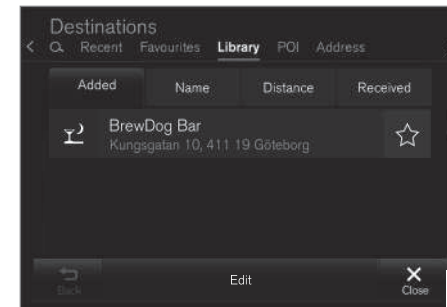 Destinations
Recent Favourites Library POI Address
Added Name Distance Received
BrewDog Bar
Kungsgatan 10, 411 19 Göteborg
Back Edit Close